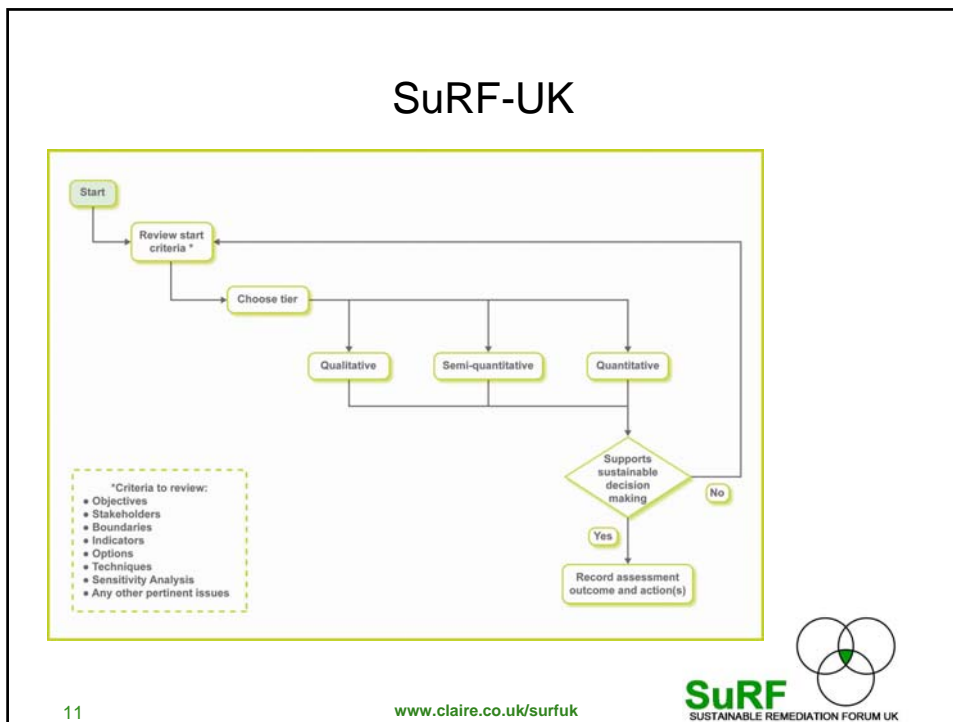 SuRF-UK
Start
Review start
criteria *
Choose tier
Qualitative
Semi-quantitative
Quantitative
Supports
sustainable
decision
making
No
Yes
Record assessment
outcome and action(s)
*Criteria to review:
● Objectives
● Stakeholders
● Boundaries
● Indicators
● Options
● Techniques
● Sensitivity Analysis
● Any other pertinent issues
11
www.claire.co.uk/surfuk
SuRF
SUSTAINABLE REMEDIATION FORUM UK